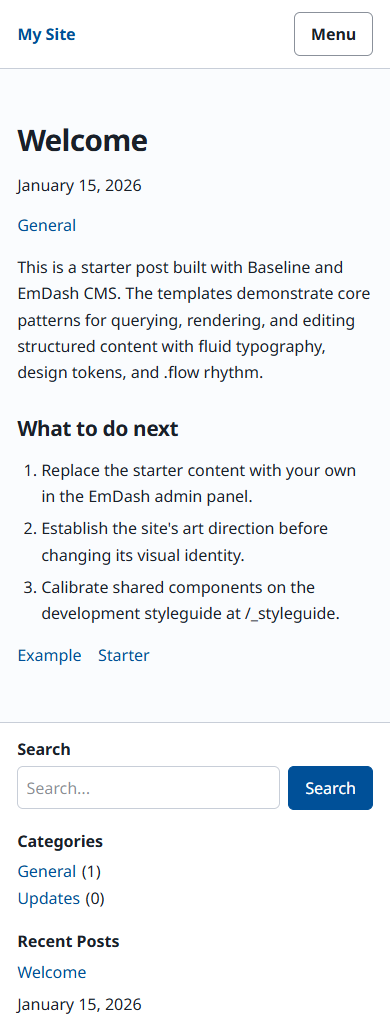 My Site
Menu
Welcome
January 15, 2026
General
This is a starter post built with Baseline and
EmDash CMS. The templates demonstrate core
patterns for querying, rendering, and editing
structured content with fluid typography,
design tokens, and .flow rhythm.
What to do next
1. Replace the starter content with your own
in the EmDash admin panel.
2. Establish the site's art direction before
changing its visual identity.
3. Calibrate shared components on the
development styleguide at /_styleguide.
Example Starter
Search
Search... Search
Categories
General (1)
Updates (0)
Recent Posts
Welcome
January 15, 2026